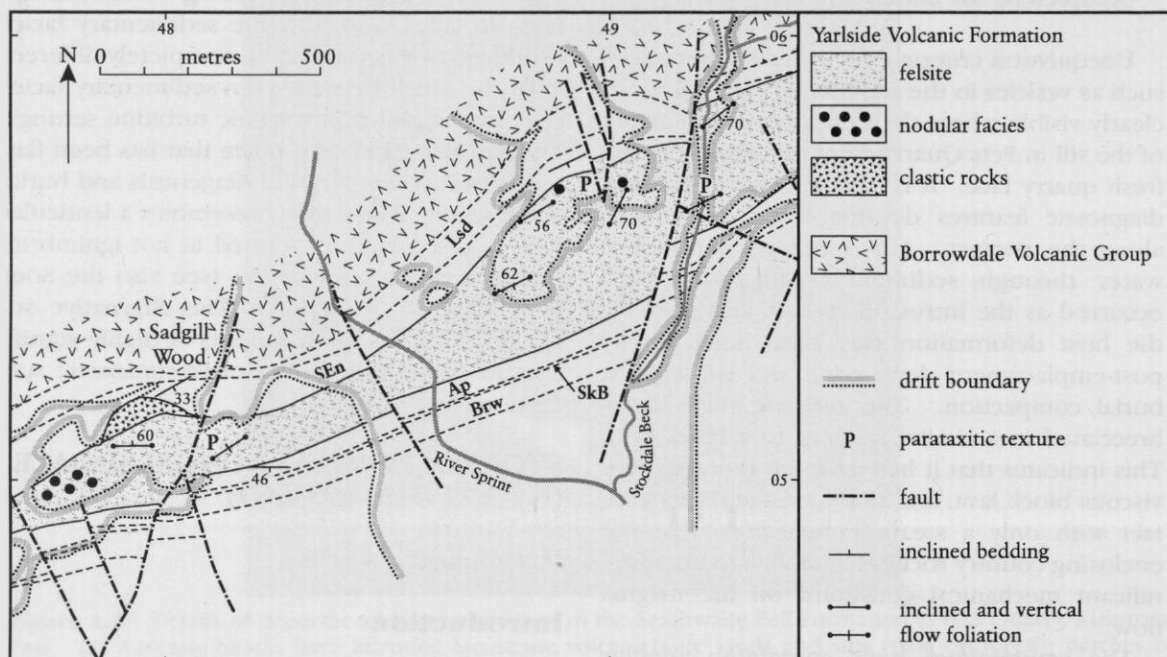 48
49
N
0 metres 500
06
70
P
P
P
56
70
Lsd
62
Sadgill
Wood
SEn
33
Ap
Brw
SkB
60
P
46
River Sprint
Stockdale Beck
05
Yarlside Volcanic Formation
felsite
nodular facies
clastic rocks
Borrowdale Volcanic Group
drift boundary
P parataxitic texture
fault
inclined bedding
inclined and vertical
flow foliation